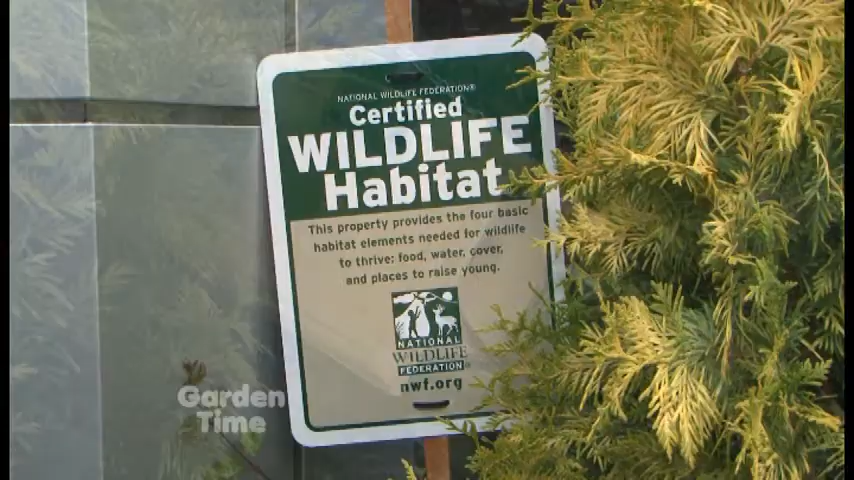 NATIONAL WILDLIFE FEDERATION®
Certified
WILDLIFE
Habitat
This property provides the four basic
habitat elements needed for wildlife
to thrive: food, water, cover,
and places to raise young.
NATIONAL
WILDLIFE
FEDERATION®
nwf.org
Garden
Time